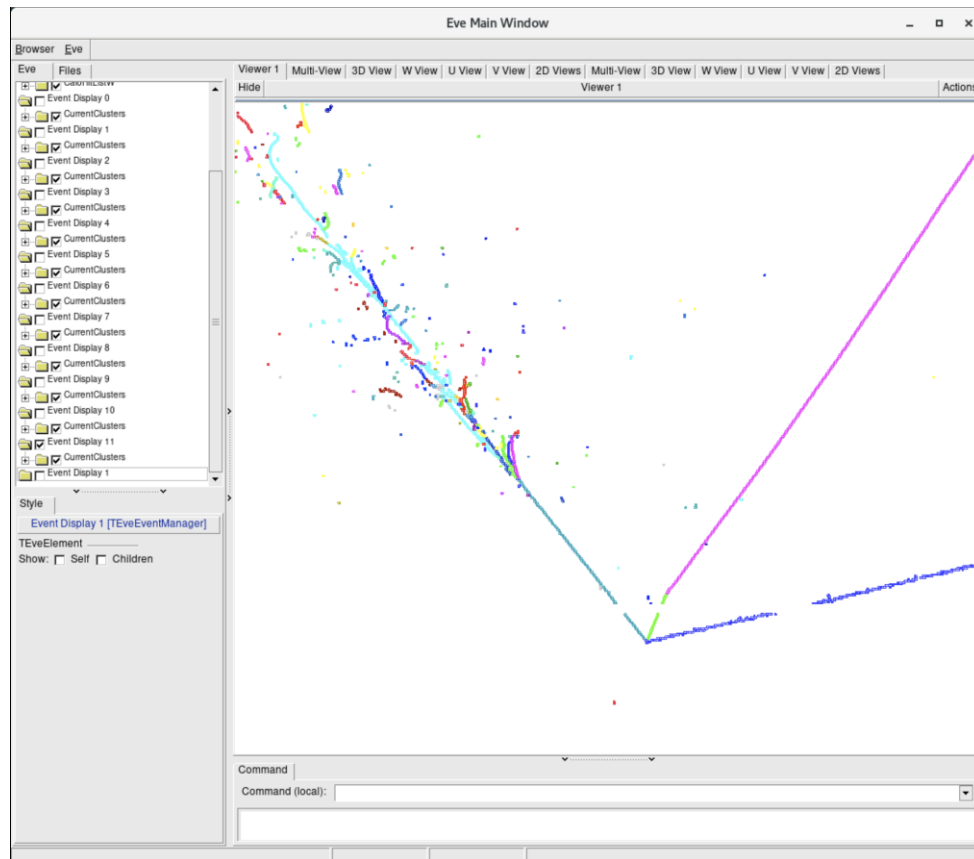 Eve Main Window
Browser Eve
Eve Files
CaloHitListW
Event Display 0
CurrentClusters
Event Display 1
CurrentClusters
Event Display 2
CurrentClusters
Event Display 3
CurrentClusters
Event Display 4
CurrentClusters
Event Display 5
CurrentClusters
Event Display 6
CurrentClusters
Event Display 7
CurrentClusters
Event Display 8
CurrentClusters
Event Display 9
CurrentClusters
Event Display 10
CurrentClusters
Event Display 11
CurrentClusters
Event Display 1
Style
Event Display 1 [TEveEventManager]
TEveElement
Show: Self Children
Viewer 1 Multi-View 3D View W View U View V View 2D Views Multi-View 3D View W View U View V View 2D Views
Hide Viewer 1 Actions
Command
Command (local):